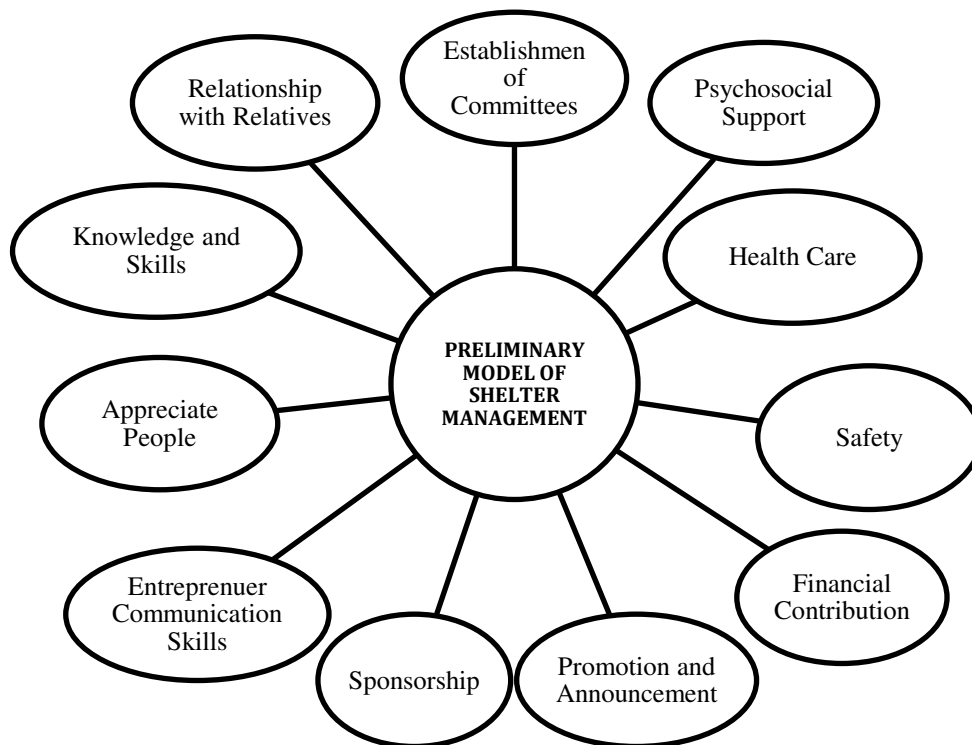 Establishmen
of
Committees
Psychosocial
Support
Health Care
Safety
Financial
Contribution
Promotion and
Announcement
Sponsorship
Entreprenuer
Communication
Skills
Appreciate
People
Knowledge and
Skills
Relationship
with Relatives
PRELIMINARY
MODEL OF
SHELTER
MANAGEMENT